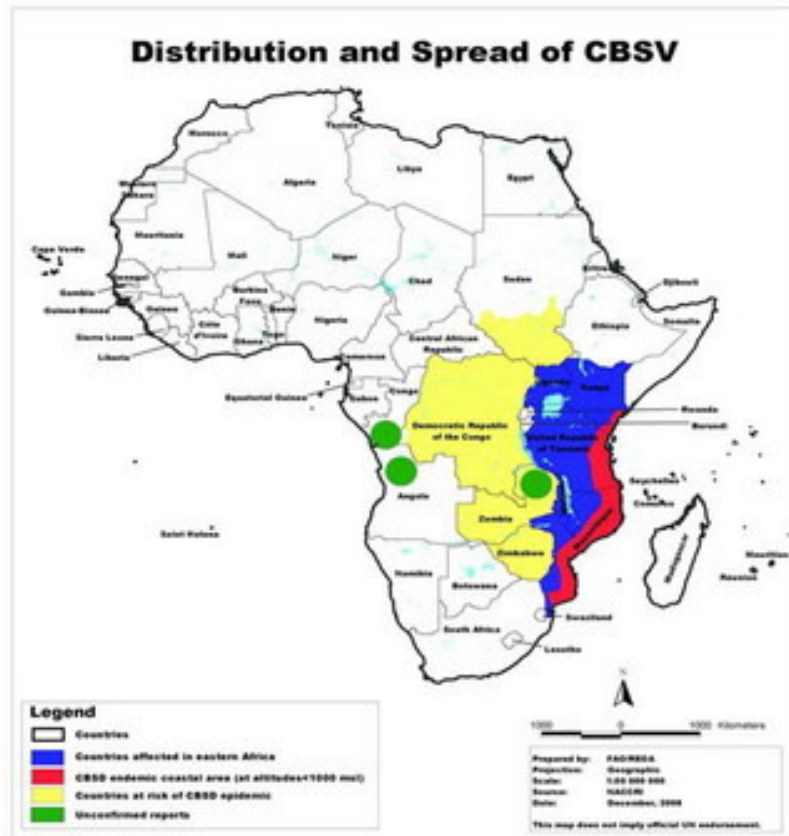 Distribution and Spread of CBSV
Tunisia
Morocco
Algeria
Libya
Egypt
Western
Sahara
Mauritania
Mali
Niger
Chad
Sudan
Eritrea
Djibouti
Cape Verde
Senegal
Gambia
Guinea-Bissau
Guinea
Sierra Leone
Liberia
Côte
d'Ivoire
Burkina
Faso
Ghana
Togo
Benin
Nigeria
Cameroon
Central African
Republic
Ethiopia
Somalia
Equatorial Guinea
Gabon
Congo
Democratic Republic
of the Congo
Uganda
Kenya
Rwanda
Burundi
United Republic
of Tanzania
Seychelles
Comoros
Angola
Zambia
Zimbabwe
Mozambique
Madagascar
Mauritius
Réunion
Saint Helena
Namibia
Botswana
Swaziland
South Africa
Lesotho
N
1000 0 1000 Kilometers
Legend
Countries
Countries affected in eastern Africa
CBSD endemic coastal area (at altitudes<1000 msl)
Countries at risk of CBSD epidemic
Unconfirmed reports
Prepared by: FAO/REOA
Projection: Geographic
Scale:
Source: NACCRI
Date: December, 2008
This map does not imply official UN endorsement.